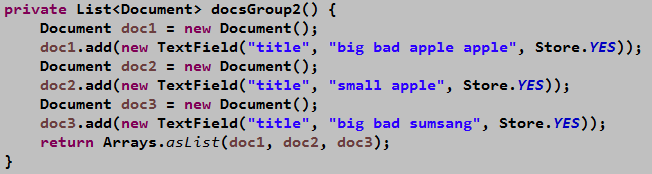 private List<Document> docsGroup2() {
Document doc1 = new Document();
doc1.add(new TextField("title", "big bad apple apple", Store.YES));
Document doc2 = new Document();
doc2.add(new TextField("title", "small apple", Store.YES));
Document doc3 = new Document();
doc3.add(new TextField("title", "big bad sumsang", Store.YES));
return Arrays.asList(doc1, doc2, doc3);
}